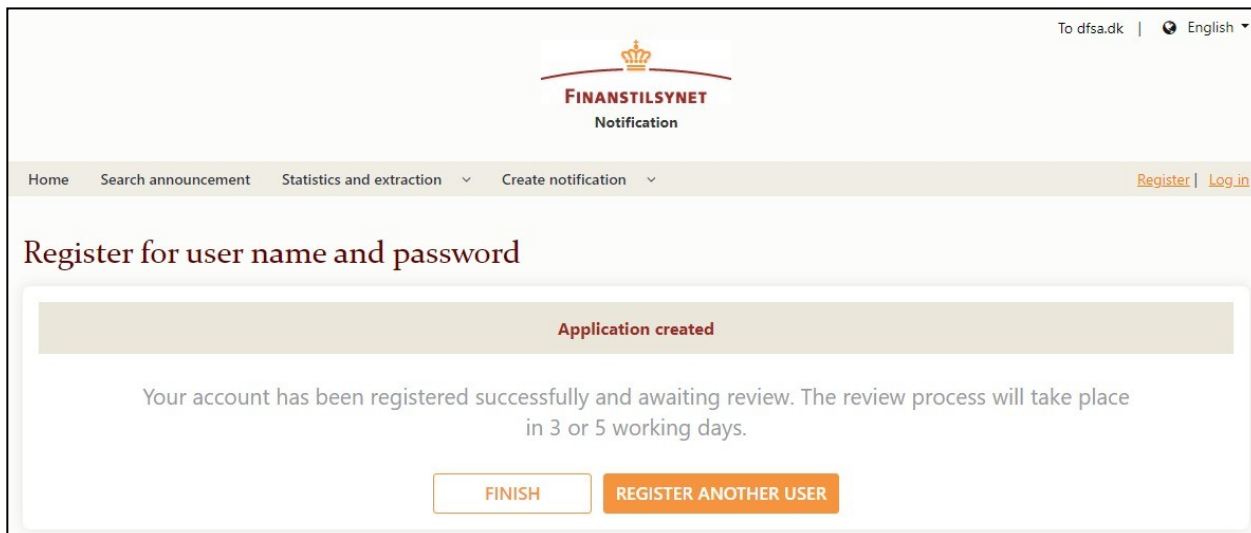 To dfsa.dk | English
FINANSTILSYNET
Notification
Home Search announcement Statistics and extraction Create notification Register | Log in
Register for user name and password
Application created
Your account has been registered successfully and awaiting review. The review process will take place
in 3 or 5 working days.
FINISH REGISTER ANOTHER USER